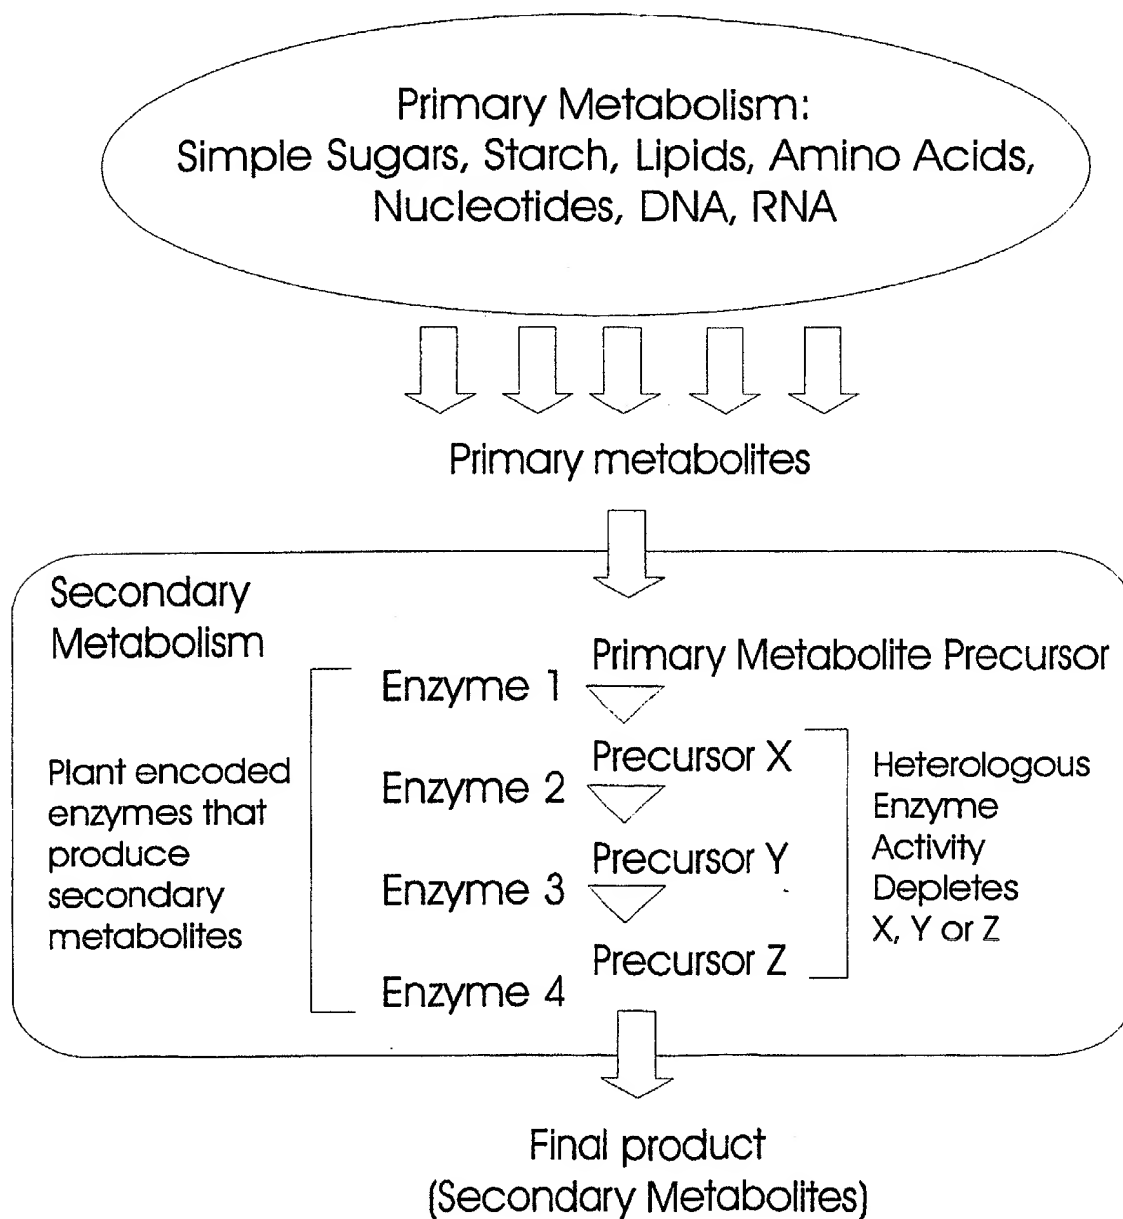 Primary Metabolism:
Simple Sugars, Starch, Lipids, Amino Acids,
Nucleotides, DNA, RNA
Primary metabolites
Secondary
Metabolism
Primary Metabolite Precursor
Enzyme 1
Precursor X
Enzyme 2
Precursor Y
Enzyme 3
Precursor Z
Enzyme 4
Plant encoded
enzymes that
produce
secondary
metabolites
Heterologous
Enzyme
Activity
Depletes
X, Y or Z
Final product
(Secondary Metabolites)